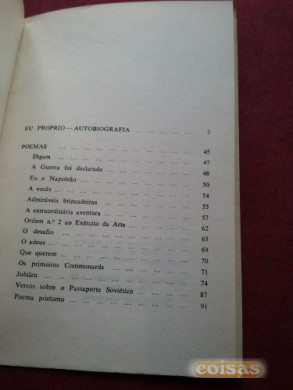 EU PRÓPRIO — AUTOBIOGRAFIA ... ... ... ... 7
POEMAS ... ... ... ... ... ... ... ... 45
Digam ... ... ... ... ... ... ... 47
A Guerra foi declarada ... ... ... ... 48
Eu e Napoleão ... ... ... ... ... 50
A vocês ... ... ... ... ... ... ... 54
Admiráveis brincadeiras ... ... ... ... 55
A extraordinária aventura ... ... ... 57
Ordem n.º 2 ao Exército da Arte ... ... 62
O desafio ... ... ... ... ... ... 65
O adeus ... ... ... ... ... ... ... 69
Que querem ... ... ... ... ... ... 70
Os primeiros Communards ... ... ... ... 71
Jubileu ... ... ... ... ... ... ... 74
Versos sobre o Passaporte Soviético ... ... 87
Poema póstumo ... ... ... ... ... 91
coisas